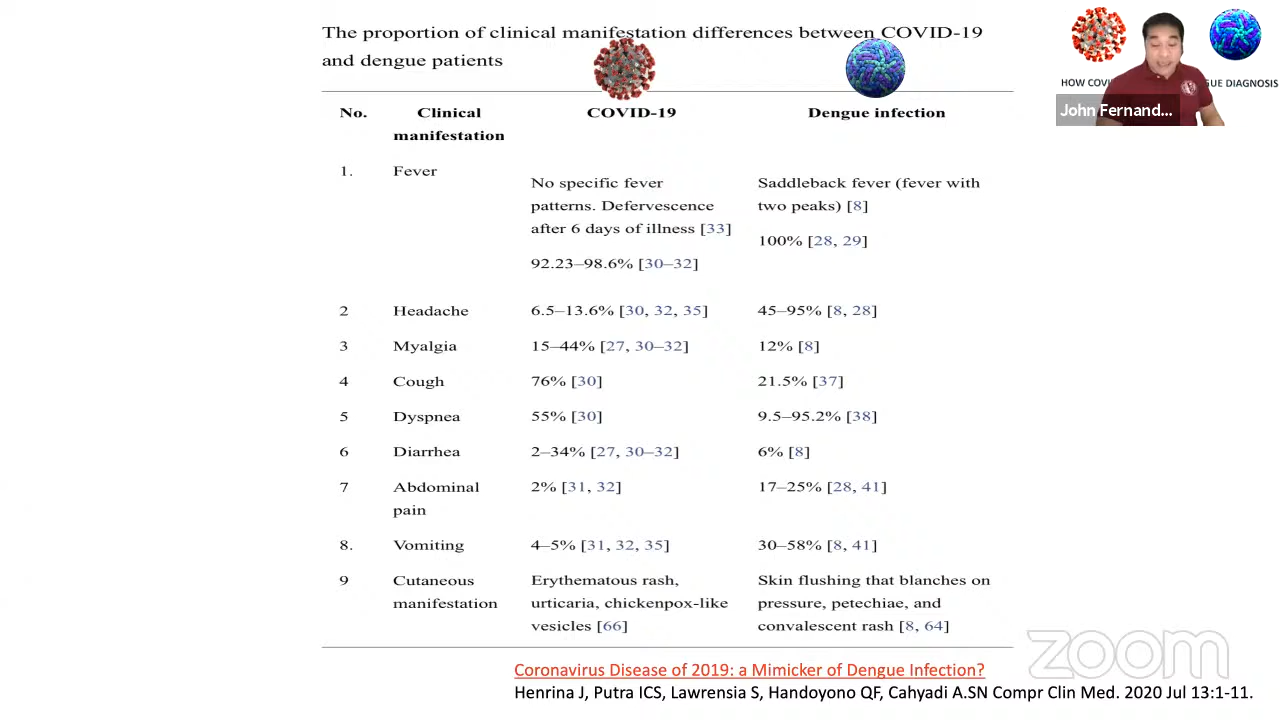 The proportion of clinical manifestation differences between COVID-19
and dengue patients
No. Clinical manifestation COVID-19 Dengue infection
1. Fever
No specific fever patterns. Defervescence after 6 days of illness [33]
92.23–98.6% [30–32]
Saddleback fever (fever with two peaks) [8]
100% [28, 29]
2 Headache 6.5–13.6% [30, 32, 35] 45–95% [8, 28]
3 Myalgia 15–44% [27, 30–32] 12% [8]
4 Cough 76% [30] 21.5% [37]
5 Dyspnea 55% [30] 9.5–95.2% [38]
6 Diarrhea 2–34% [27, 30–32] 6% [8]
7 Abdominal pain 2% [31, 32] 17–25% [28, 41]
8. Vomiting 4–5% [31, 32, 35] 30–58% [8, 41]
9 Cutaneous manifestation
Erythematous rash, urticaria, chickenpox-like vesicles [66]
Skin flushing that blanches on pressure, petechiae, and convalescent rash [8, 64]
Coronavirus Disease of 2019: a Mimicker of Dengue Infection?
Henrina J, Putra ICS, Lawrensia S, Handoyono QF, Cahyadi A.SN Compr Clin Med. 2020 Jul 13:1-11.
HOW DIAGNOSIS
John Fernand...
zoom